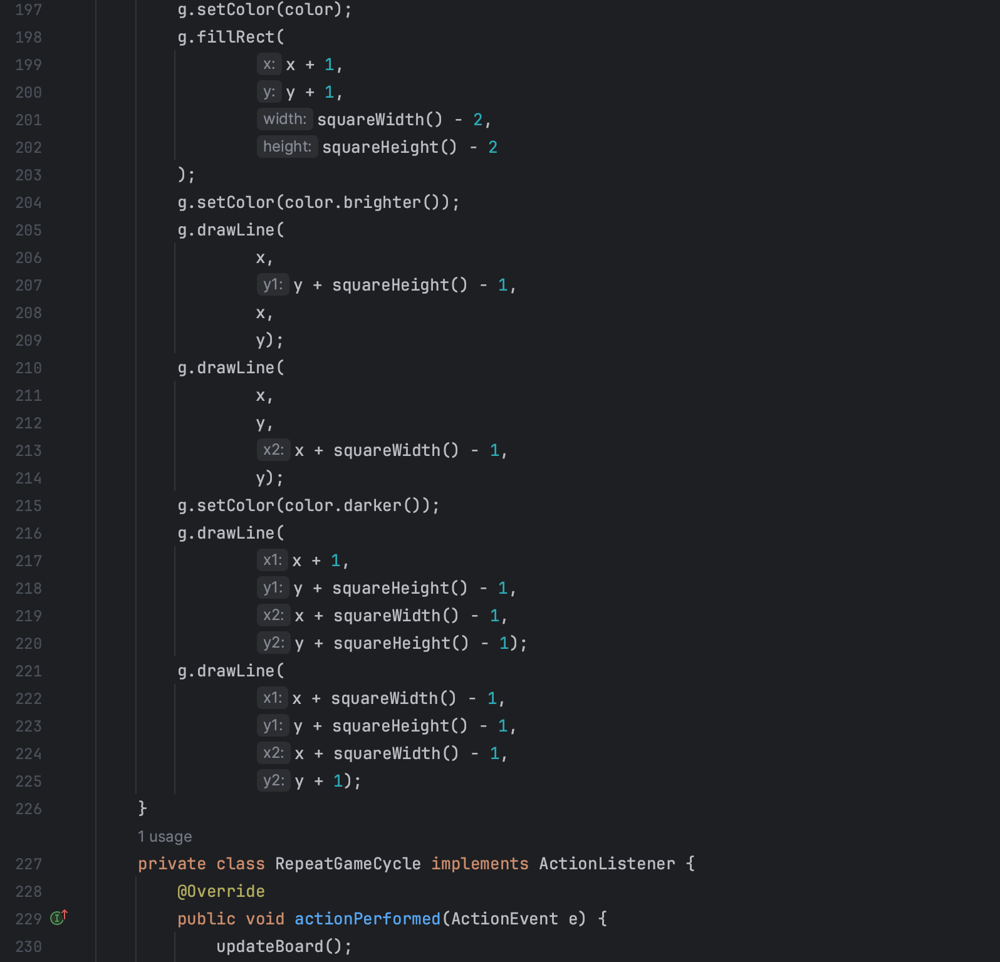 197 g.setColor(color);
198 g.fillRect(
199 x: x + 1,
200 y: y + 1,
201 width: squareWidth() - 2,
202 height: squareHeight() - 2
203 );
204 g.setColor(color.brighter());
205 g.drawLine(
206 x,
207 y1: y + squareHeight() - 1,
208 x,
209 y);
210 g.drawLine(
211 x,
212 y,
213 x2: x + squareWidth() - 1,
214 y);
215 g.setColor(color.darker());
216 g.drawLine(
217 x1: x + 1,
218 y1: y + squareHeight() - 1,
219 x2: x + squareWidth() - 1,
220 y2: y + squareHeight() - 1);
221 g.drawLine(
222 x1: x + squareWidth() - 1,
223 y1: y + squareHeight() - 1,
224 x2: x + squareWidth() - 1,
225 y2: y + 1);
226 }
1 usage
227 private class RepeatGameCycle implements ActionListener {
228 @Override
229 public void actionPerformed(ActionEvent e) {
230 updateBoard();